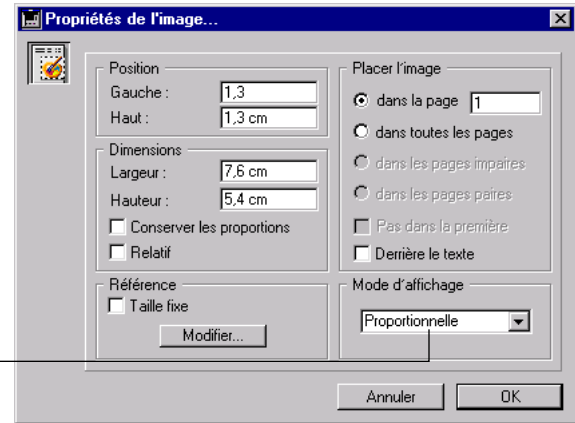 Propriétés de l'image...
Position
Gauche :
1,3
Haut :
1,3 cm
Dimensions
Largeur :
7,6 cm
Hauteur :
5,4 cm
Conserver les proportions
Relatif
Référence
Taille fixe
Modifier...
Placer l'image
dans la page 1
dans toutes les pages
dans les pages impaires
dans les pages paires
Pas dans la première
Derrière le texte
Mode d'affichage
Proportionnelle
Annuler
OK